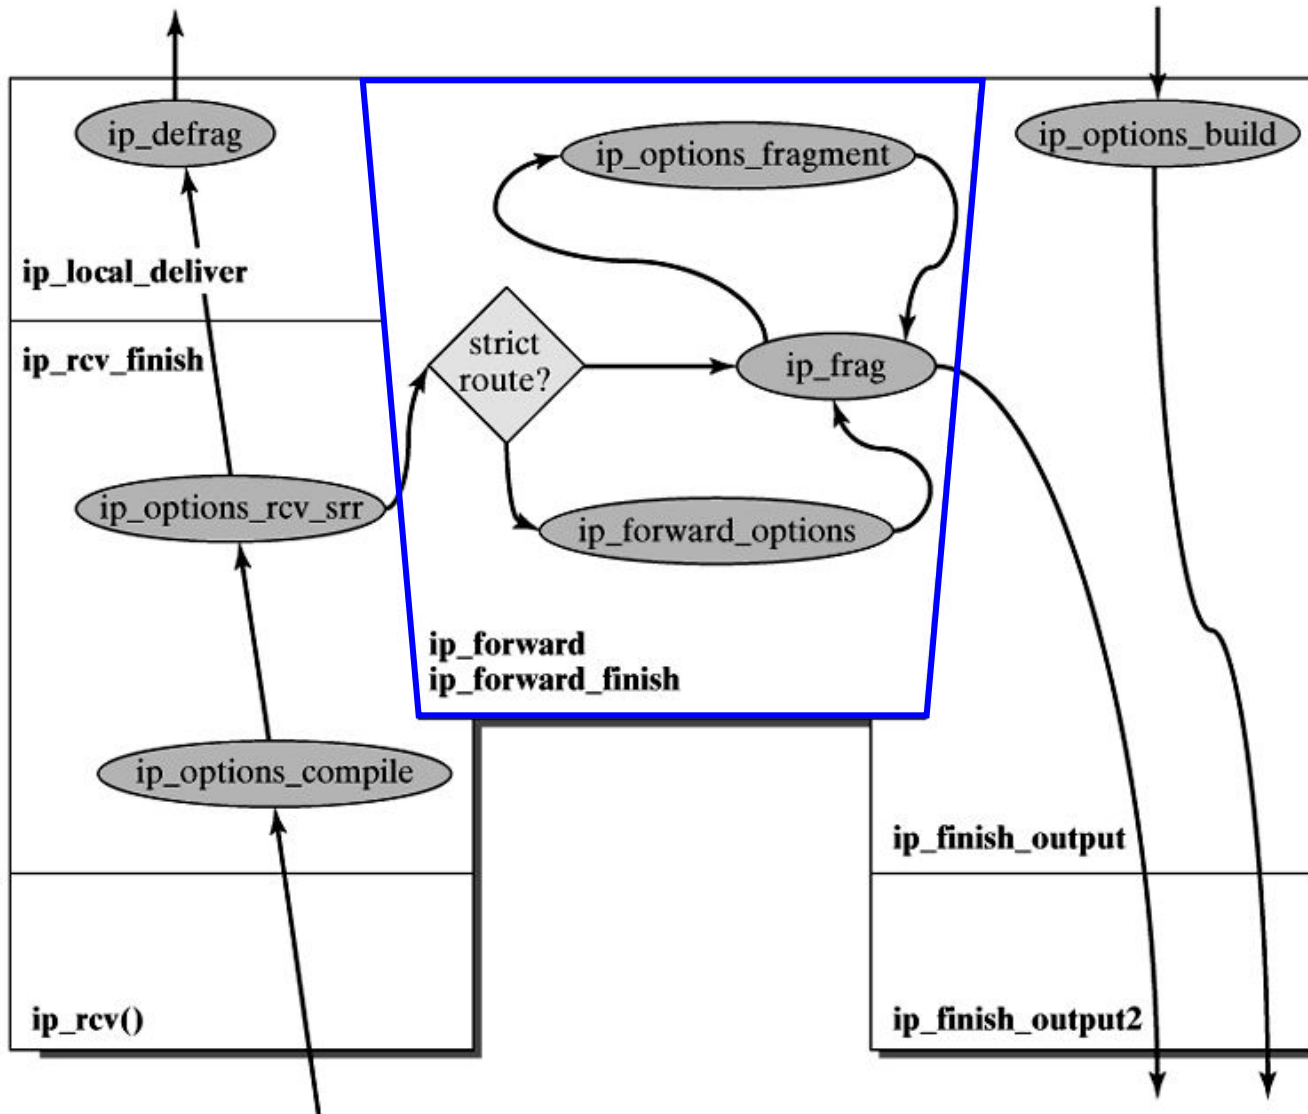 ip_defrag
ip_options_fragment
ip_options_build
ip_local_deliver
ip_rcv_finish
strict
route?
ip_frag
ip_options_rcv_srr
ip_forward_options
ip_forward
ip_forward_finish
ip_options_compile
ip_finish_output
ip_rcv()
ip_finish_output2